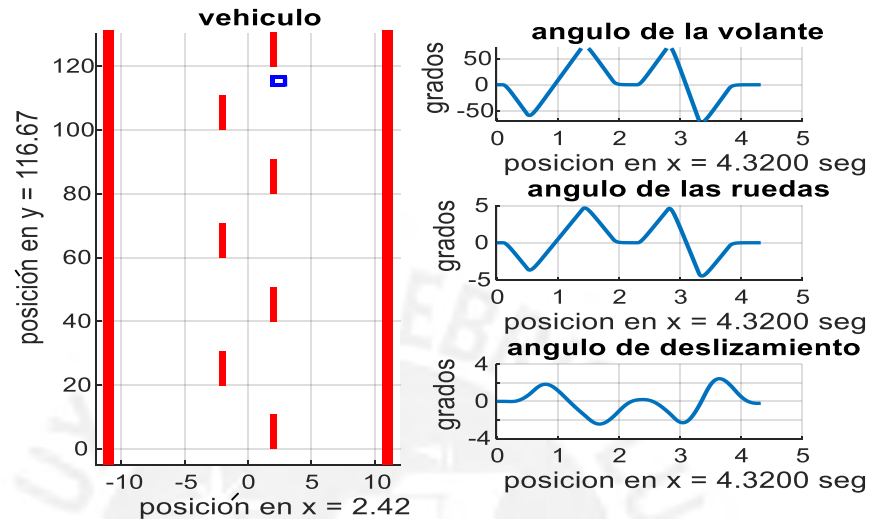 vehiculo
posición en y = 116.67
120
100
80
60
40
20
0
-10 -5 0 5 10
posición en x = 2.42
angulo de la volante
grados
50
0
-50
0 1 2 3 4 5
posicion en x = 4.3200 seg
angulo de las ruedas
grados
5
0
-5
0 1 2 3 4 5
posicion en x = 4.3200 seg
angulo de deslizamiento
grados
4
0
-4
0 1 2 3 4 5
posicion en x = 4.3200 seg